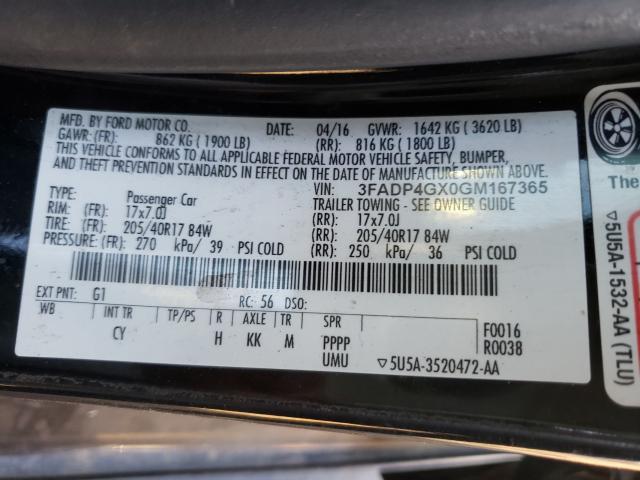 MFD. BY FORD MOTOR CO. DATE: 04/16 GVWR: 1642 KG ( 3620 LB)
GAWR: (FR): 862 KG ( 1900 LB) (RR): 816 KG ( 1800 LB)
THIS VEHICLE CONFORMS TO ALL APPLICABLE FEDERAL MOTOR VEHICLE SAFETY, BUMPER,
AND THEFT PREVENTION STANDARDS IN EFFECT ON THE DATE OF MANUFACTURE SHOWN ABOVE.
VIN: 3FADP4GX0GM167365
TYPE: Passenger Car TRAILER TOWING - SEE OWNER GUIDE
RIM: (FR): 17x7.0J (RR): 17x7.0J
TIRE: (FR): 205/40R17 84W (RR): 205/40R17 84W
PRESSURE: (FR): 270 kPa/ 39 PSI COLD (RR): 250 kPa/ 36 PSI COLD
EXT PNT: G1 RC: 56 DSO:
WB INT TR TP/PS R AXLE TR SPR F0016
CY H KK M PPPP R0038
UMU ▽5U5A-3520472-AA
The
▽5U5A-1532-AA (TLU)